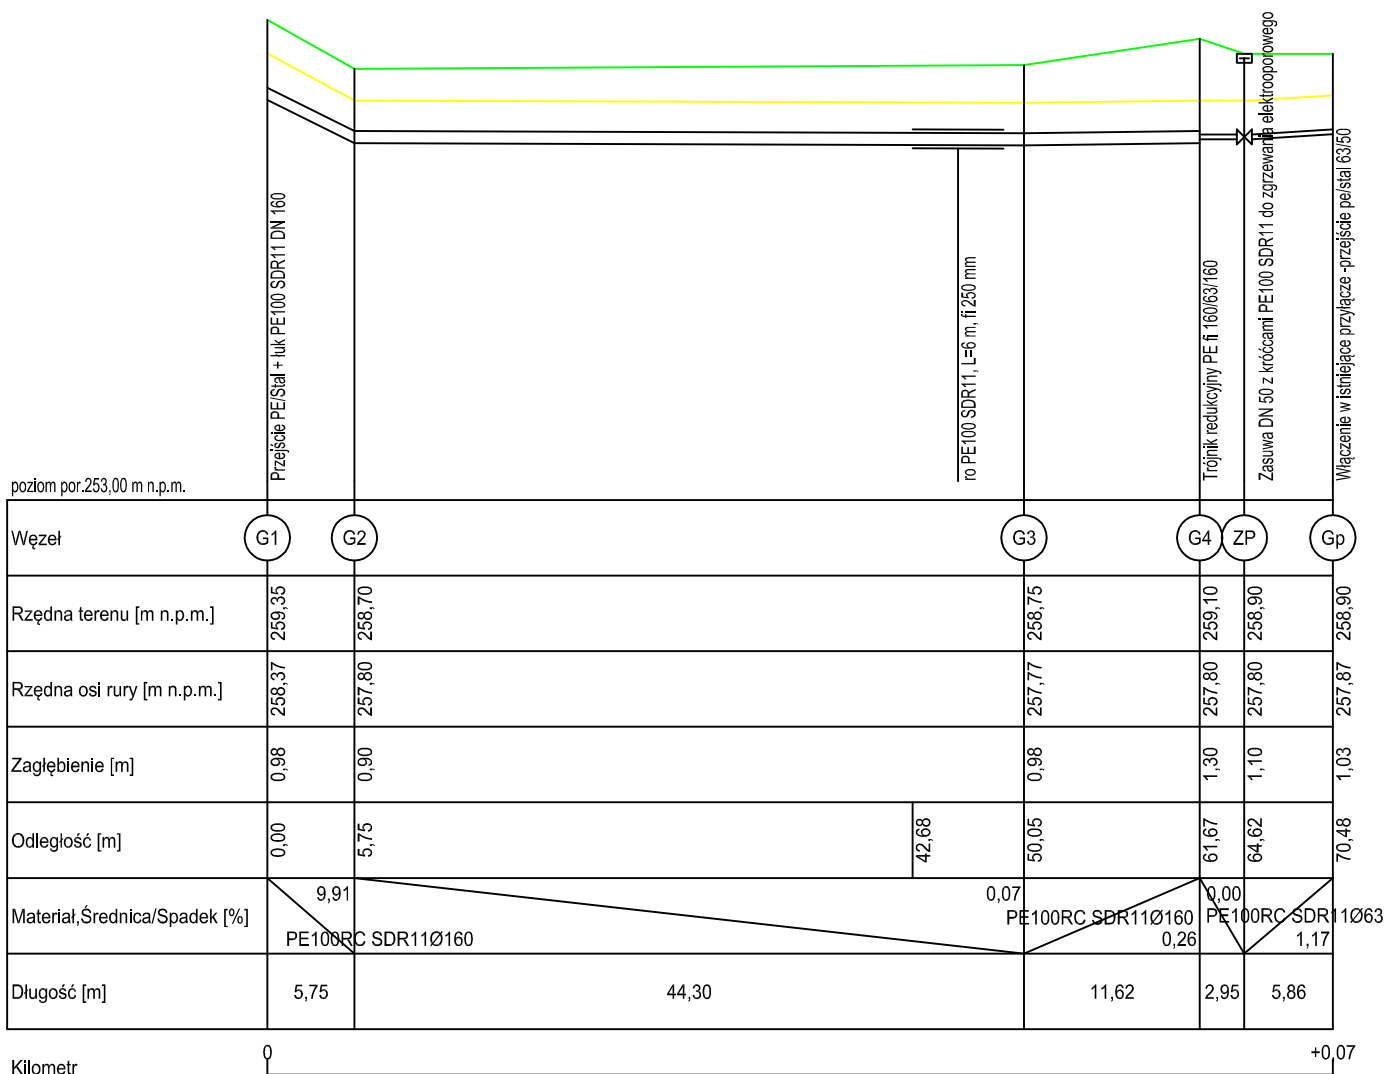 Przejście PE/Stal + łuk PE100 SDR11 DN 160
ro PE100 SDR11, L=6 m, fi 250 mm
Trójnik redukcyjny PE fi 160/63/160
Zasuwa DN 50 z króćcami PE100 SDR11 do zgrzewania elektrooporowego
Włączenie w istniejące przyłącze -przejście pe/stal 63/50
poziom por.253,00 m n.p.m.
Węzeł G1 G2 G3 G4 ZP Gp
Rzędna terenu [m n.p.m.] 259,35 258,70 258,75 259,10 258,90 258,90
Rzędna osi rury [m n.p.m.] 258,37 257,80 257,77 257,80 257,80 257,87
Zagłębienie [m] 0,98 0,90 0,98 1,30 1,10 1,03
Odległość [m] 0,00 5,75 42,68 50,05 61,67 64,62 70,48
Materiał,Średnica/Spadek [%] 9,91 0,07 0,00
PE100RC SDR11Ø160 PE100RC SDR11Ø160 PE100RC SDR11Ø63
0,26 1,17
Długość [m] 5,75 44,30 11,62 2,95 5,86
Kilometr 0 +0,07